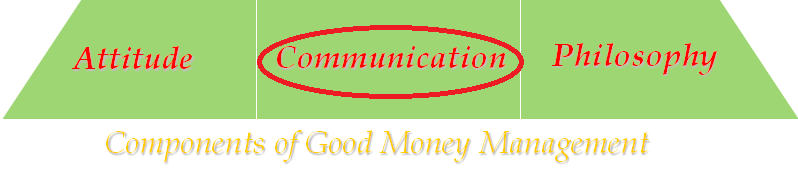 Attitude Communication Philosophy
Components of Good Money Management